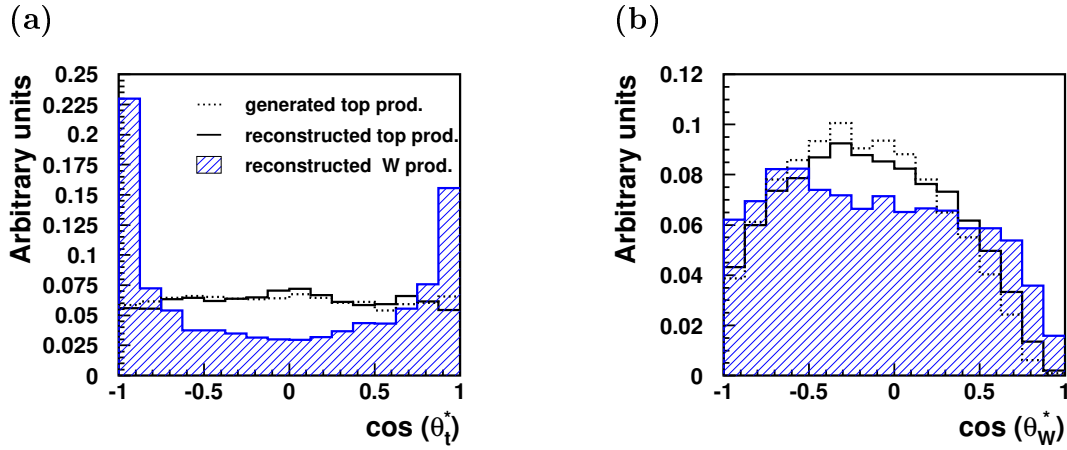 (a)
Arbitrary units
0.25
0.225
0.2
0.175
0.15
0.125
0.1
0.075
0.05
0.025
0
generated top prod.
reconstructed top prod.
reconstructed W prod.
-1 -0.5 0 0.5 1
cos (θ*t)
(b)
Arbitrary units
0.12
0.1
0.08
0.06
0.04
0.02
0
-1 -0.5 0 0.5 1
cos (θ*W)